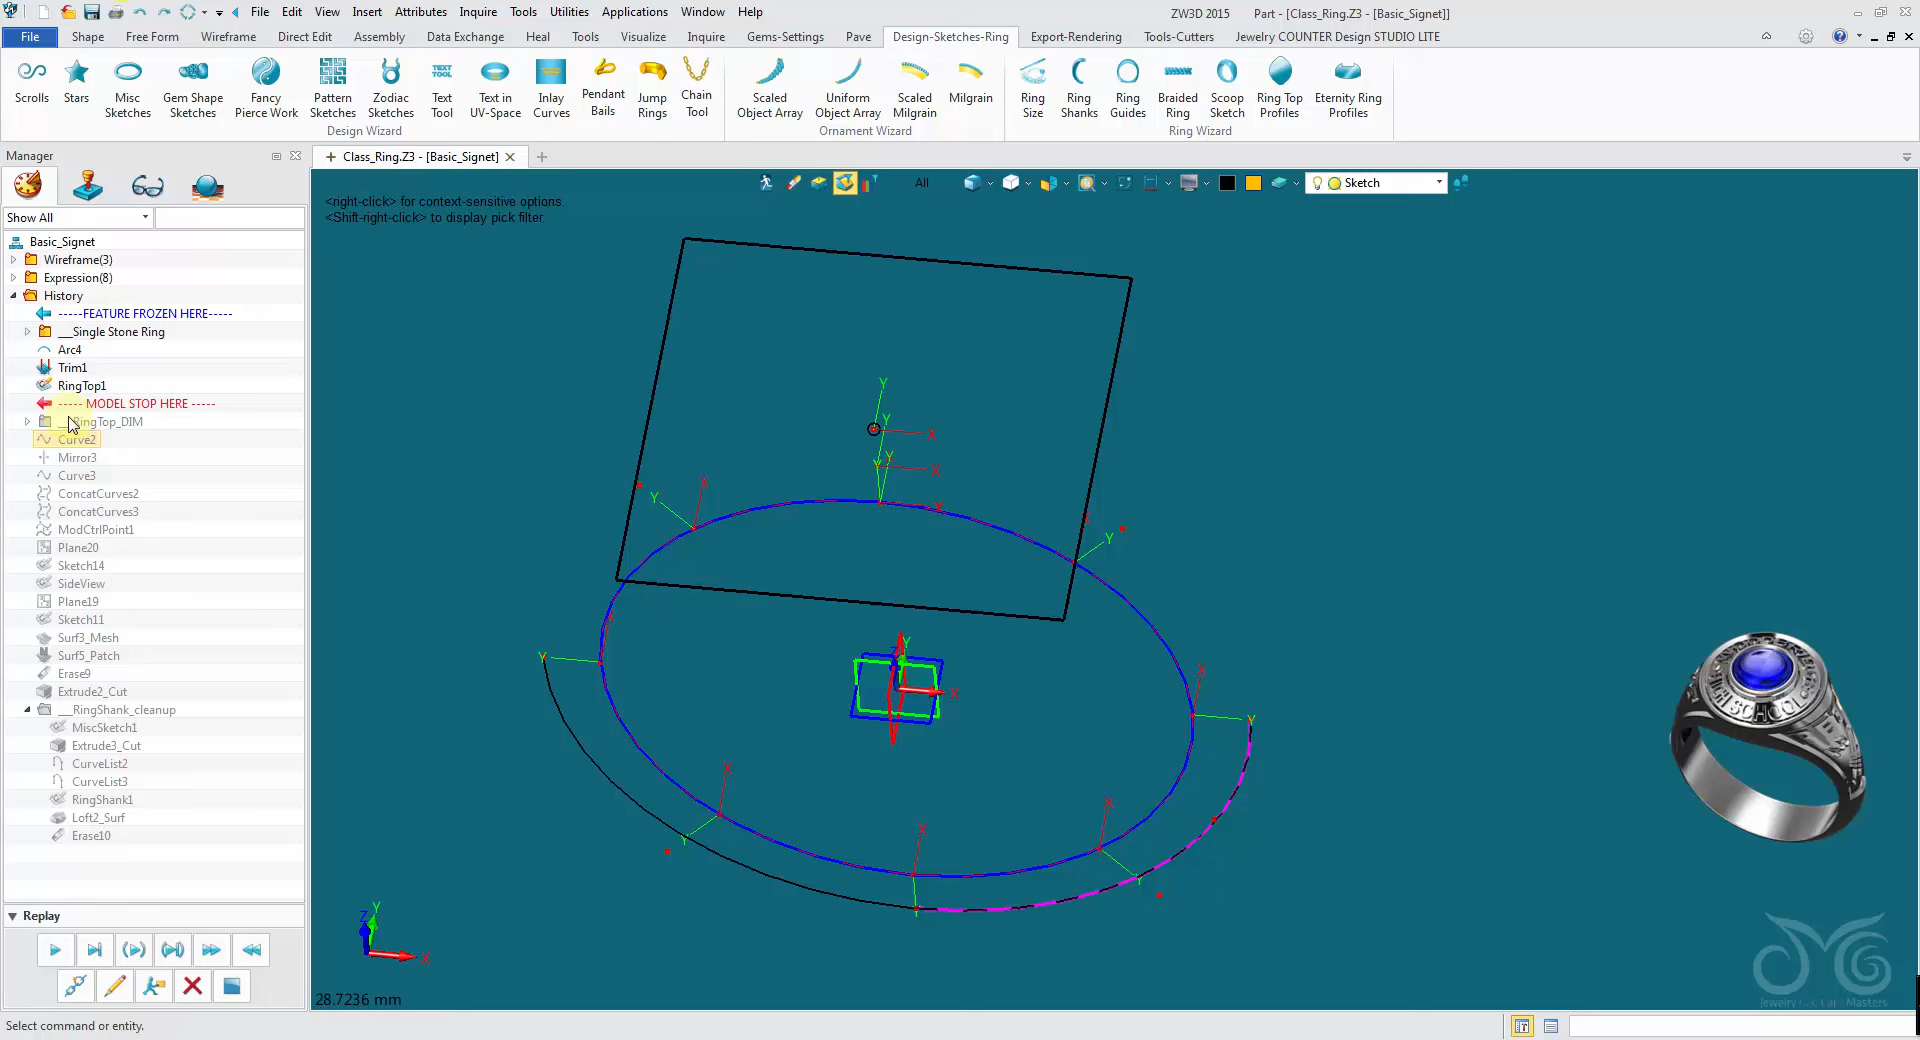 File Edit View Insert Attributes Inquire Tools Utilities Applications Window Help
ZW3D 2015 Part - [Class_Ring.Z3 - [Basic_Signet]]
File Shape Free Form Wireframe Direct Edit Assembly Data Exchange Heal Tools Visualize Inquire Gems-Settings Pave Design-Sketches-Ring Export-Rendering Tools-Cutters Jewelry COUNTER Design STUDIO LITE
Scrolls Stars Misc Sketches Gem Shape Sketches Fancy Pierce Work Pattern Sketches Zodiac Sketches Text Tool Text in UV-Space Inlay Curves Pendant Bails Jump Rings Chain Tool Scaled Object Array Uniform Object Array Scaled Milgrain Milgrain Ring Size Ring Shanks Ring Guides Braided Ring Scoop Sketch Ring Top Profiles Eternity Ring Profiles
TEXT TOOL
Design Wizard Ornament Wizard Ring Wizard
Manager
Class_Ring.Z3 - [Basic_Signet]
All
Sketch
<right-click> for context-sensitive options.
<Shift-right-click> to display pick filter.
Show All
Basic_Signet
Wireframe(3)
Expression(8)
History
-----FEATURE FROZEN HERE-----
__Single Stone Ring
Arc4
Trim1
RingTop1
----- MODEL STOP HERE -----
__RingTop_DIM
Curve2
Mirror3
Curve3
ConcatCurves2
ConcatCurves3
ModCtrlPoint1
Plane20
Sketch14
SideView
Plane19
Sketch11
Surf3_Mesh
Surf5_Patch
Erase9
Extrude2_Cut
__RingShank_cleanup
MiscSketch1
Extrude3_Cut
CurveList2
CurveList3
RingShank1
Loft2_Surf
Erase10
Replay
Y
Y
X
Y
Y
X
X
Y
X
X
Y
Y
X
Y
X
Y
X
X
Y
X
Y
X
Y
Z
Y
X
HIGH SCHOOL
28.7236 mm
Select command or entity.